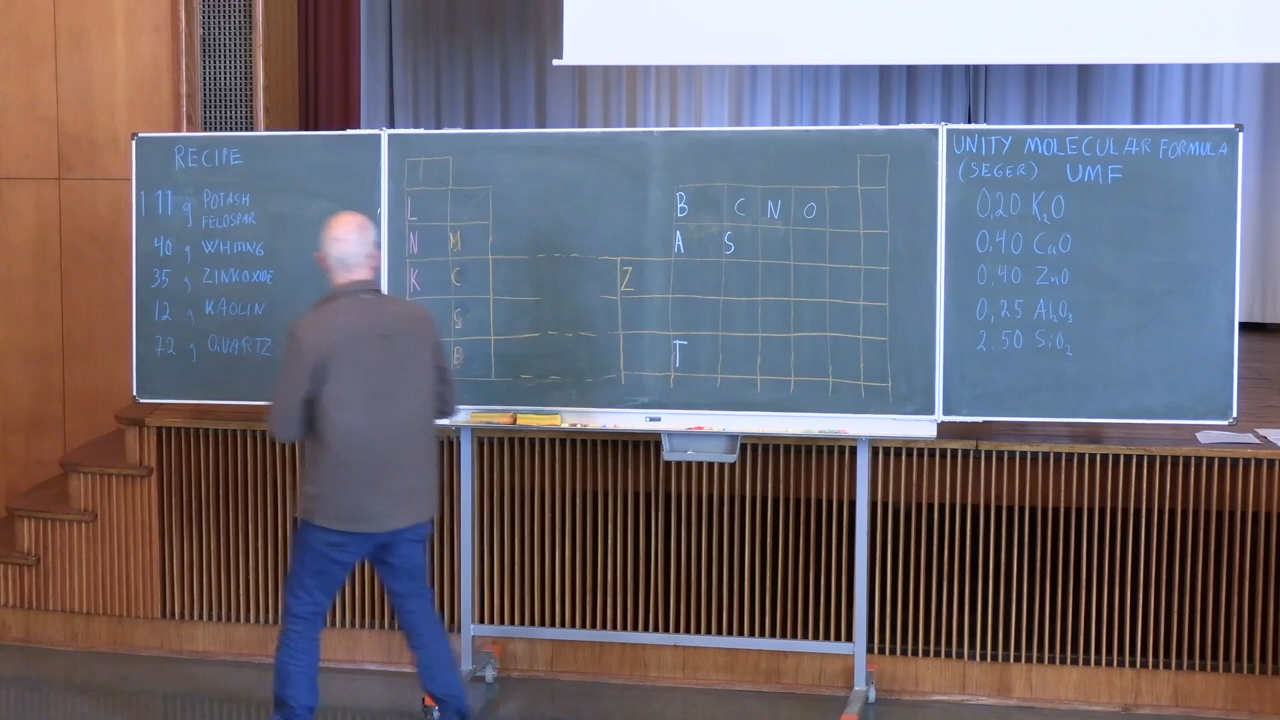 RECIPE
111 g POTASH
FELDSPAR
40 g WHITING
35 g ZINKOXIDE
12 g KAOLIN
72 g QUARTZ
L
B C N O
N M
A S
K C
Z
S
B
T
UNITY MOLECULAR FORMULA
(SEGER) UMF
0,20 K₂O
0,40 CaO
0,40 ZnO
0,25 Al₂O₃
2,50 SiO₂